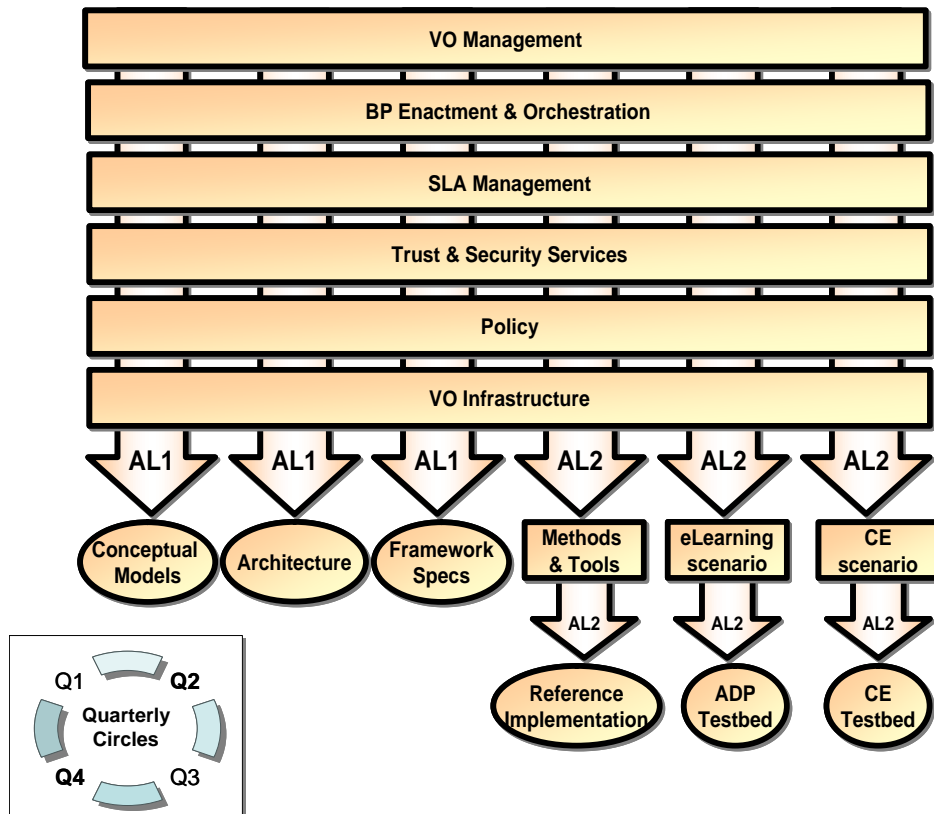 VO Management
BP Enactment & Orchestration
SLA Management
Trust & Security Services
Policy
VO Infrastructure
AL1 AL1 AL1 AL2 AL2 AL2
Conceptual
Models
Architecture
Framework
Specs
Methods
& Tools
eLearning
scenario
CE
scenario
AL2 AL2 AL2
Reference
Implementation
ADP
Testbed
CE
Testbed
Q1 Q2
Quarterly
Circles
Q4 Q3